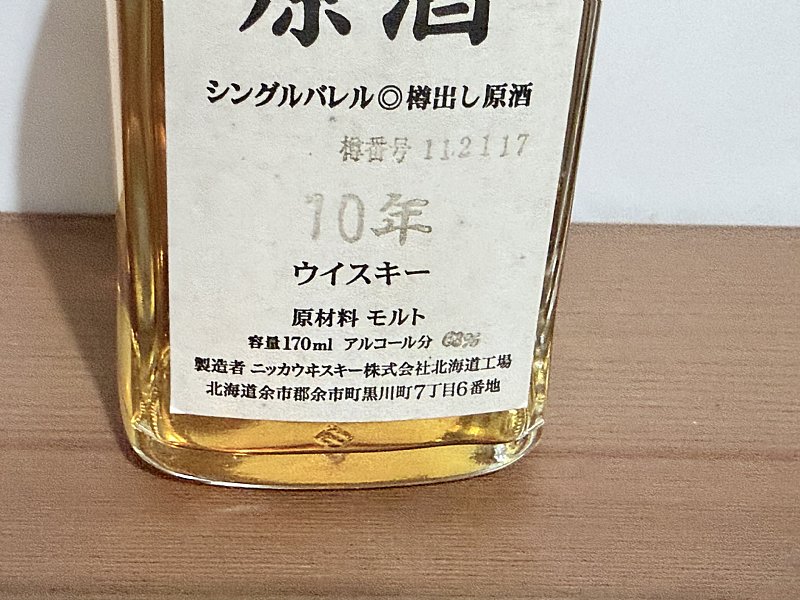 原酒
シングルバレル◎樽出し原酒
樽番号 112117
10年
ウイスキー
原材料 モルト
容量170ml アルコール分 63%
製造者 ニッカウヰスキー株式会社北海道工場
北海道余市郡余市町黒川町7丁目6番地